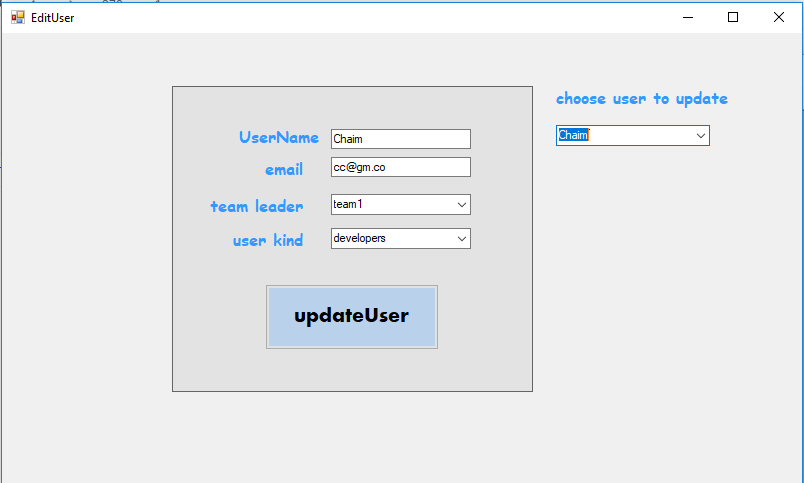 EditUser
choose user to update
Chaim
UserName Chaim
email cc@gm.co
team leader team1
user kind developers
updateUser